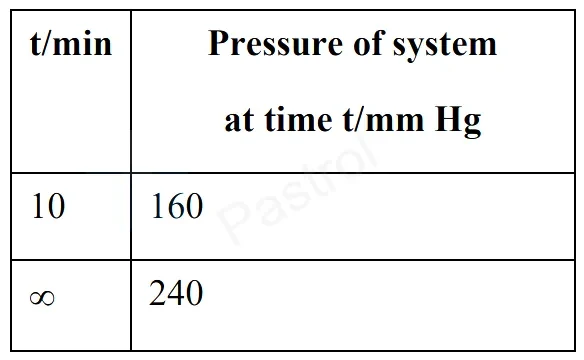 t/min
Pressure of system
at time t/mm Hg
10
160
∞
240
Pastrol